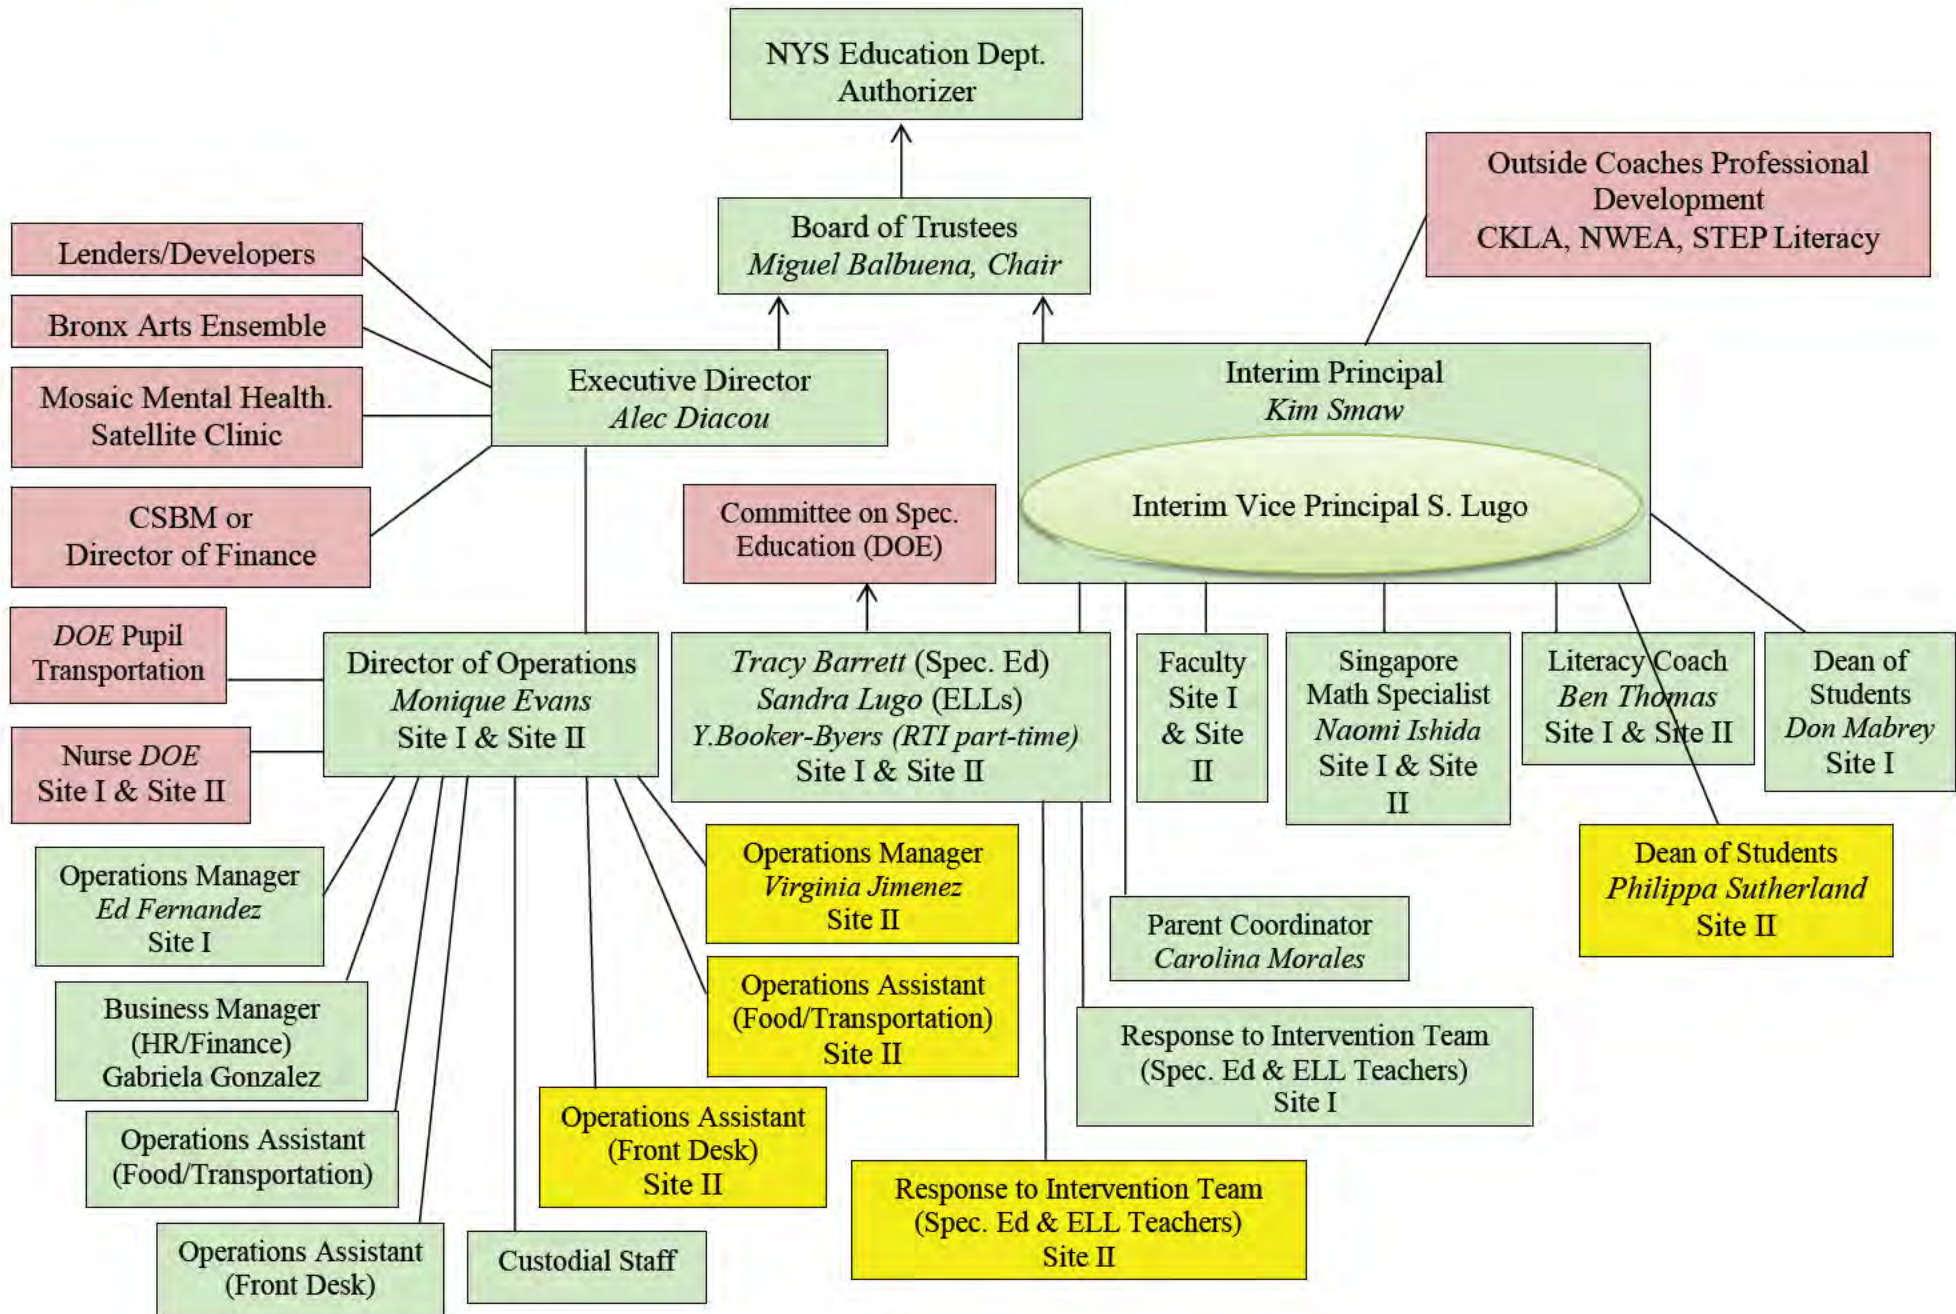 NYS Education Dept.
Authorizer
Outside Coaches Professional
Development
CKLA, NWEA, STEP Literacy
Board of Trustees
Miguel Balbuena, Chair
Lenders/Developers
Bronx Arts Ensemble
Mosaic Mental Health.
Satellite Clinic
CSBM or
Director of Finance
Executive Director
Alec Diacou
Interim Principal
Kim Smaw
Interim Vice Principal S. Lugo
Committee on Spec.
Education (DOE)
DOE Pupil
Transportation
Nurse DOE
Site I & Site II
Director of Operations
Monique Evans
Site I & Site II
Tracy Barrett (Spec. Ed)
Sandra Lugo (ELLs)
Y.Booker-Byers (RTI part-time)
Site I & Site II
Faculty
Site I
& Site
II
Singapore
Math Specialist
Naomi Ishida
Site I & Site
II
Literacy Coach
Ben Thomas
Site I & Site II
Dean of
Students
Don Mabrey
Site I
Dean of Students
Philippa Sutherland
Site II
Operations Manager
Ed Fernandez
Site I
Business Manager
(HR/Finance)
Gabriela Gonzalez
Operations Assistant
(Food/Transportation)
Operations Assistant
(Front Desk)
Custodial Staff
Operations Assistant
(Front Desk)
Site II
Operations Manager
Virginia Jimenez
Site II
Operations Assistant
(Food/Transportation)
Site II
Parent Coordinator
Carolina Morales
Response to Intervention Team
(Spec. Ed & ELL Teachers)
Site I
Response to Intervention Team
(Spec. Ed & ELL Teachers)
Site II